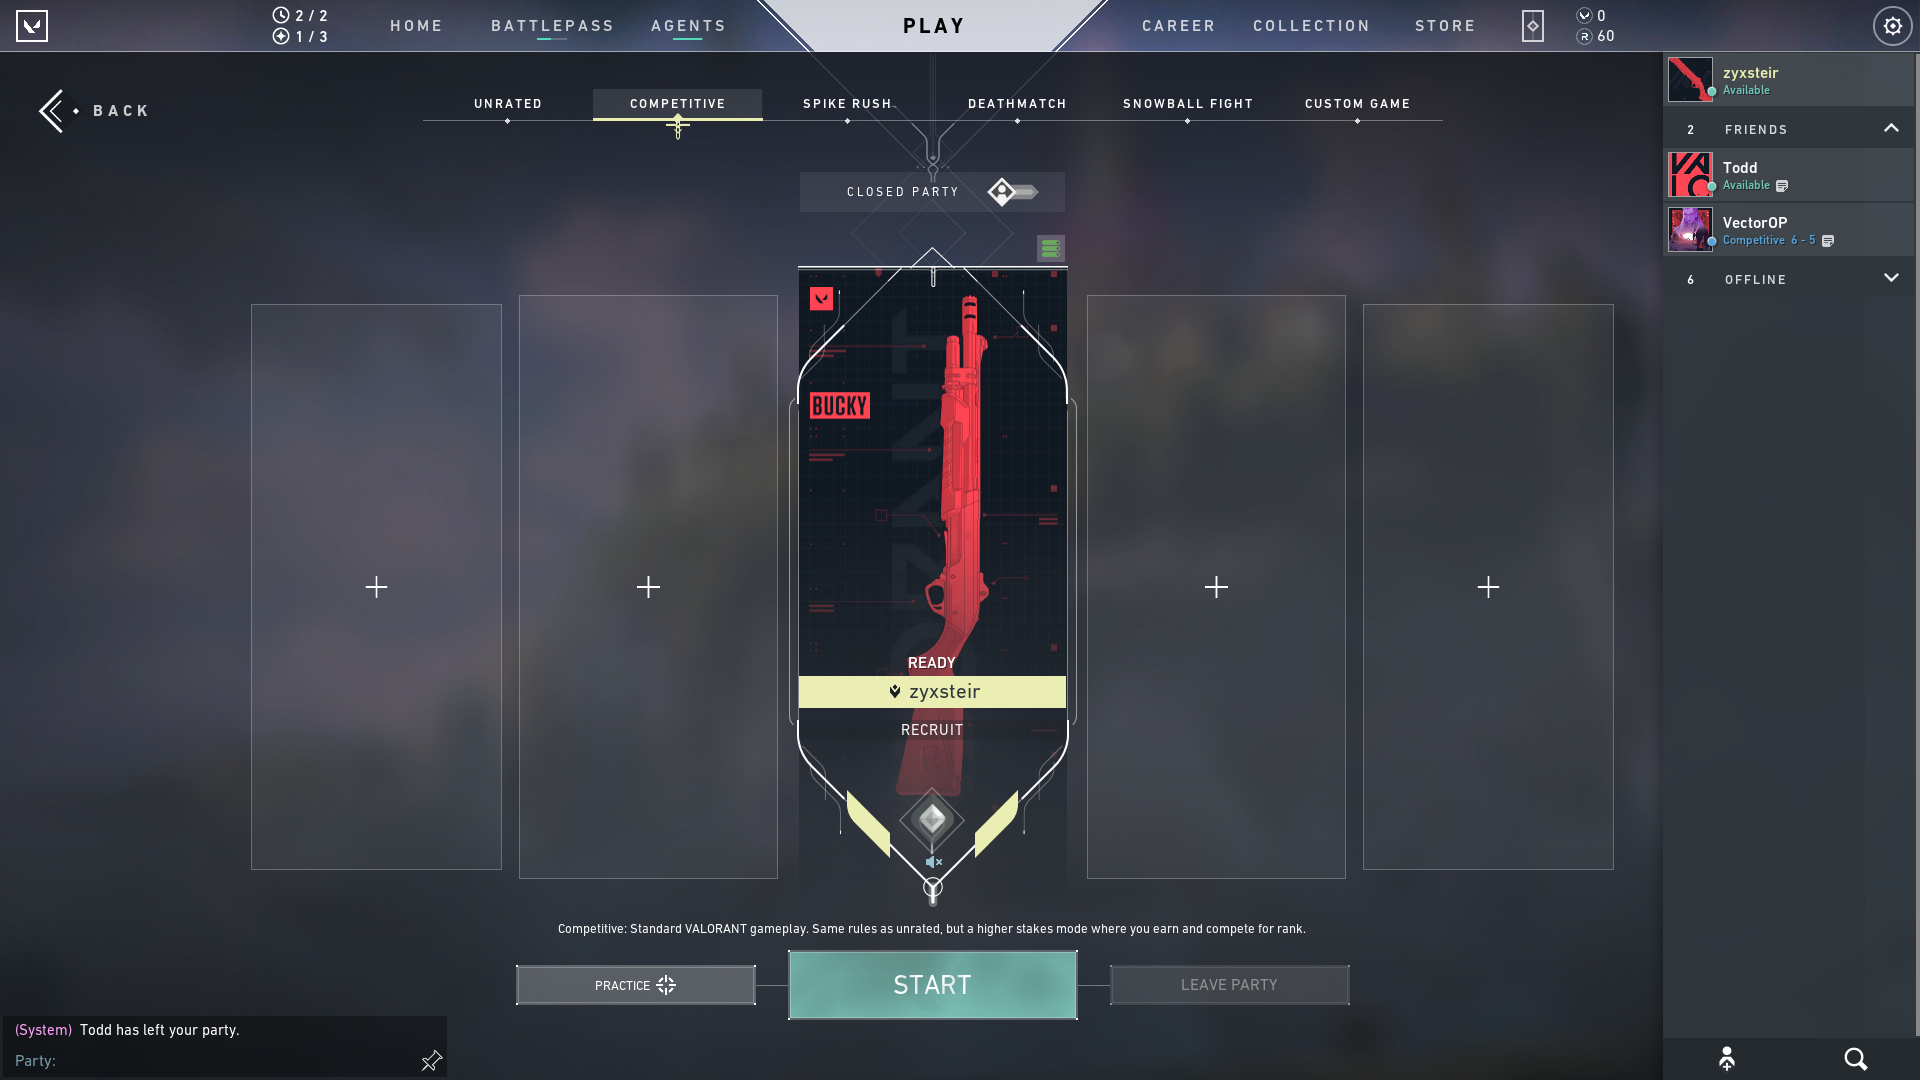 2 / 2
1 / 3
HOME
BATTLEPASS
AGENTS
PLAY
CAREER
COLLECTION
STORE
0
60
BACK
UNRATED
COMPETITIVE
SPIKE RUSH
DEATHMATCH
SNOWBALL FIGHT
CUSTOM GAME
CLOSED PARTY
BUCKY
READY
zyxsteir
RECRUIT
Competitive: Standard VALORANT gameplay. Same rules as unrated, but a higher stakes mode where you earn and compete for rank.
PRACTICE
START
LEAVE PARTY
(System) Todd has left your party.
Party:
zyxsteir
Available
2 FRIENDS
Todd
Available
VectorOP
Competitive 6 - 5
6 OFFLINE